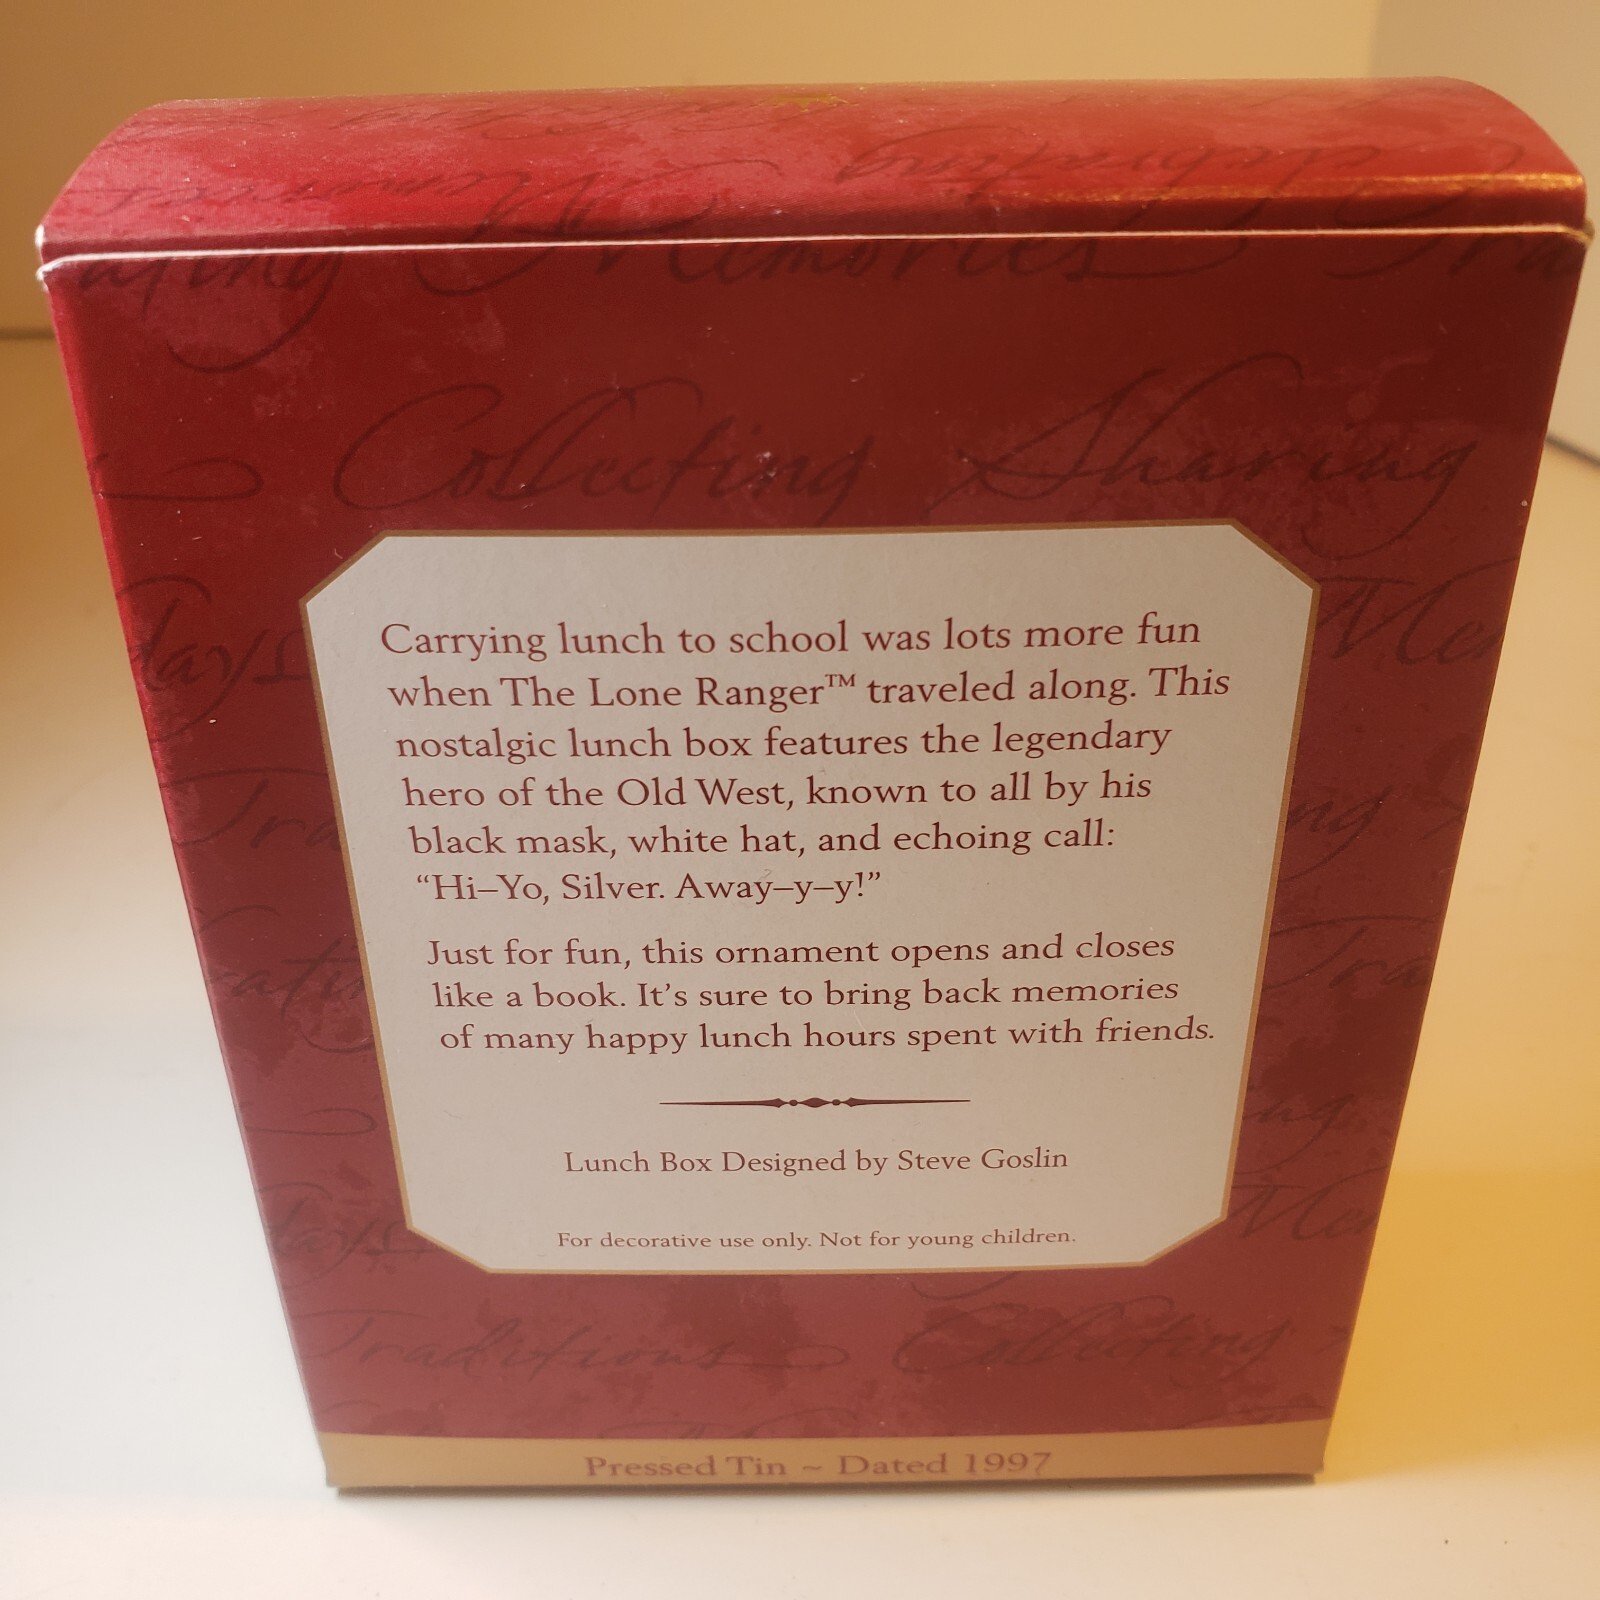 Memories
Collecting Sharing
Carrying lunch to school was lots more fun
when The Lone Ranger™ traveled along. This
nostalgic lunch box features the legendary
hero of the Old West, known to all by his
black mask, white hat, and echoing call:
“Hi–Yo, Silver. Away–y–y!”
Just for fun, this ornament opens and closes
like a book. It’s sure to bring back memories
of many happy lunch hours spent with friends.
Lunch Box Designed by Steve Goslin
For decorative use only. Not for young children.
Traditions Collecting
Pressed Tin ~ Dated 1997